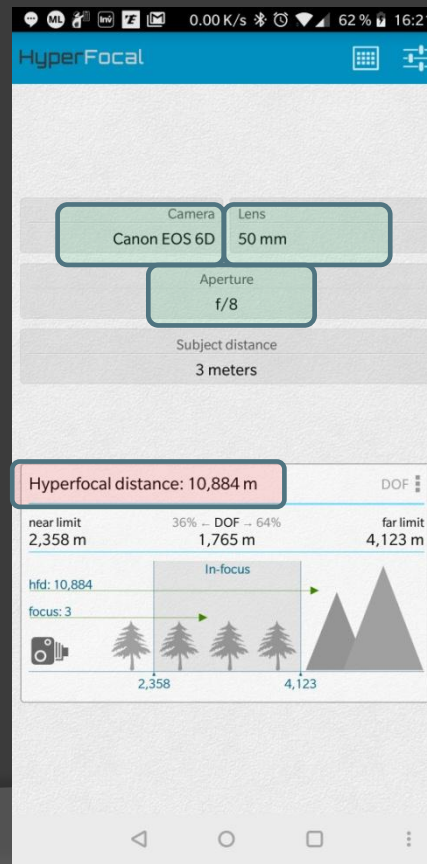 0.00 K/s 62 % 16:21
HyperFocal
Camera
Canon EOS 6D
Lens
50 mm
Aperture
f/8
Subject distance
3 meters
Hyperfocal distance: 10,884 m DOF
near limit 36% ← DOF → 64% far limit
2,358 m 1,765 m 4,123 m
In-focus
hfd: 10,884
focus: 3
2,358 4,123